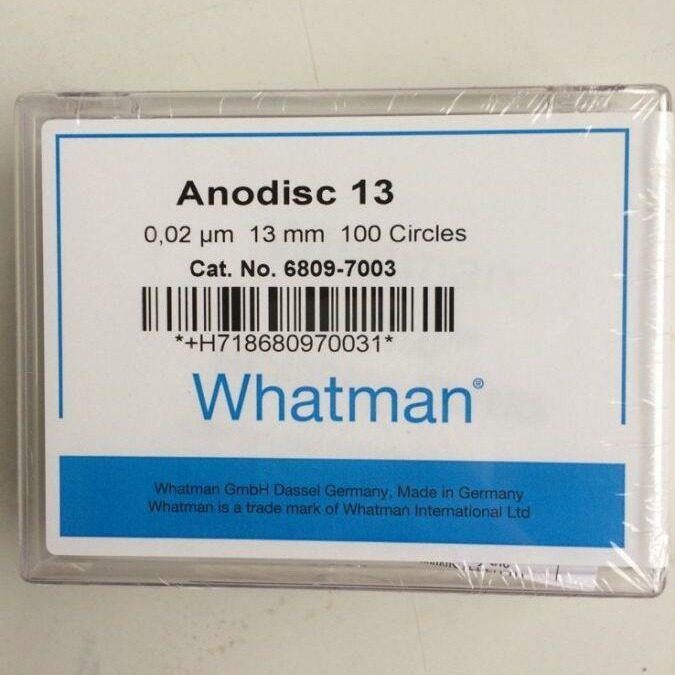 Anodisc 13
0,02 µm 13 mm 100 Circles
Cat. No. 6809-7003
*+H718680970031*
Whatman®
Whatman GmbH Dassel Germany, Made in Germany
Whatman is a trade mark of Whatman International Ltd